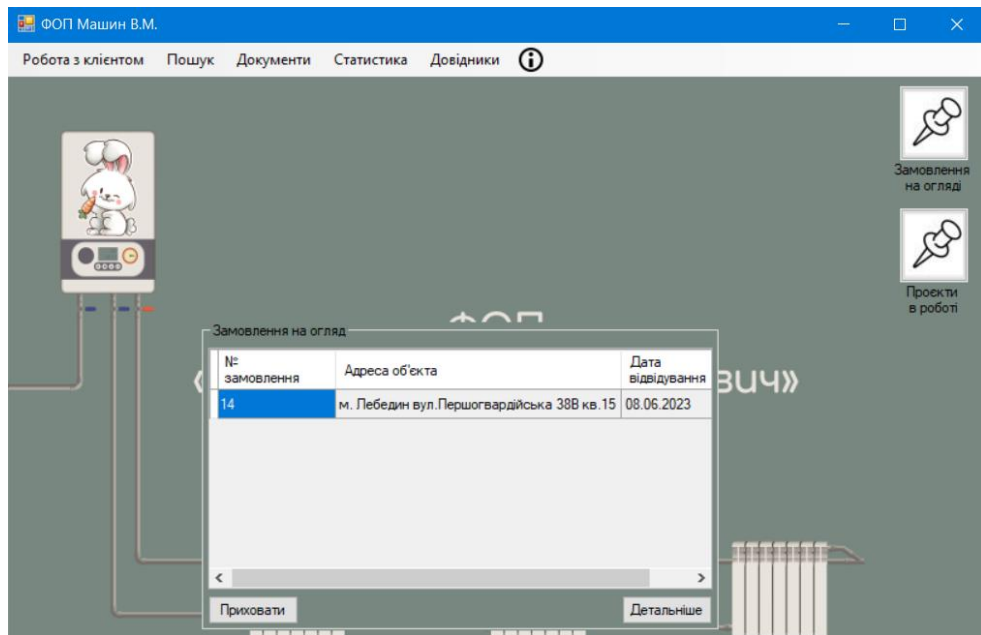 ФОП Машин В.М.
Робота з клієнтом Пошук Документи Статистика Довідники
Замовлення
на огляді
Проєкти
в роботі
ФОП
Замовлення на огляд
№
замовлення
Адреса об'єкта
Дата
відвідування
14 м. Лебедин вул.Першогвардійська 38В кв.15 08.06.2023
Приховати Детальніше